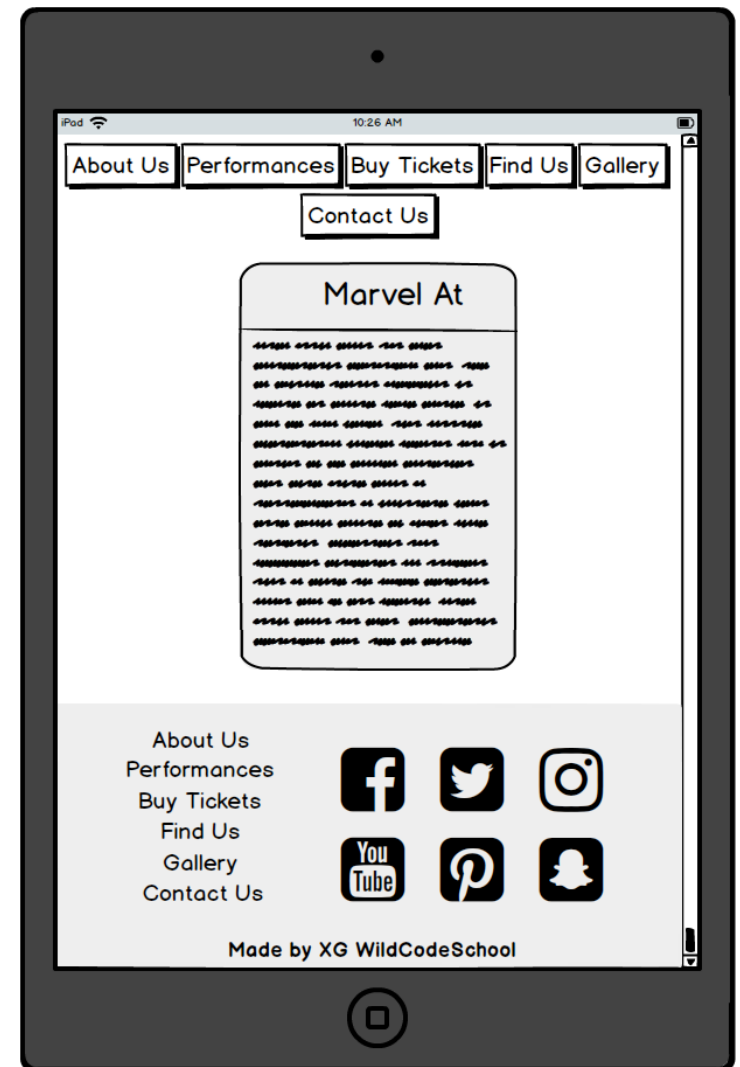 iPad 10:26 AM
About Us Performances Buy Tickets Find Us Gallery
Contact Us
Marvel At
About Us
Performances
Buy Tickets
Find Us
Gallery
Contact Us
You
Tube
Made by XG WildCodeSchool